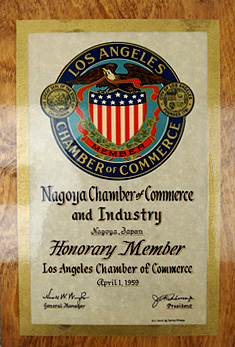 LOS ANGELES
MEMBER
CHAMBER of COMMERCE
Nagoya Chamber of Commerce
and Industry
Nagoya, Japan
Honorary Member
Los Angeles Chamber of Commerce
April 1, 1959
General Manager
President